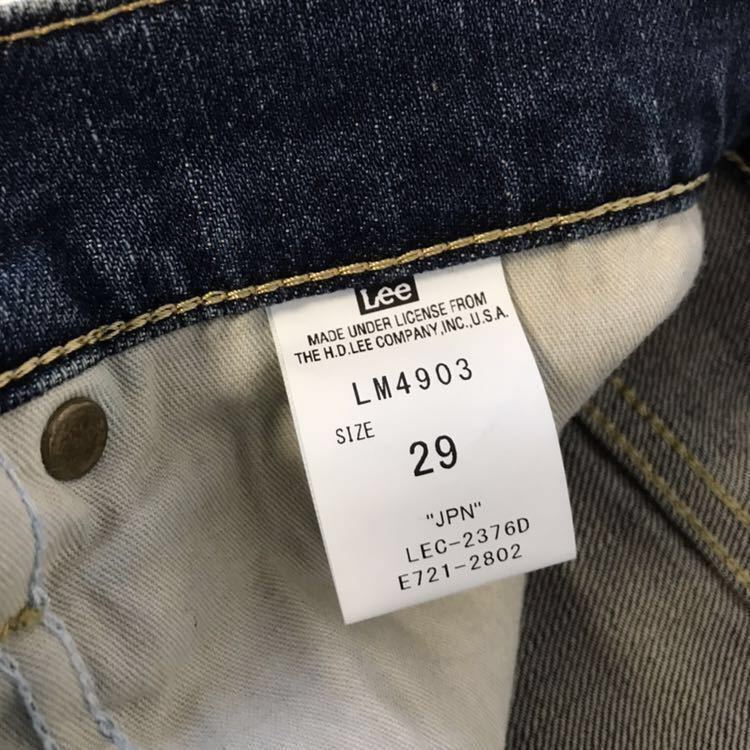 Lee
MADE UNDER LICENSE FROM
THE H.D.LEE COMPANY,INC.,U.S.A.
LM4903
SIZE
29
"JPN"
LEC-2376D
E721-2802